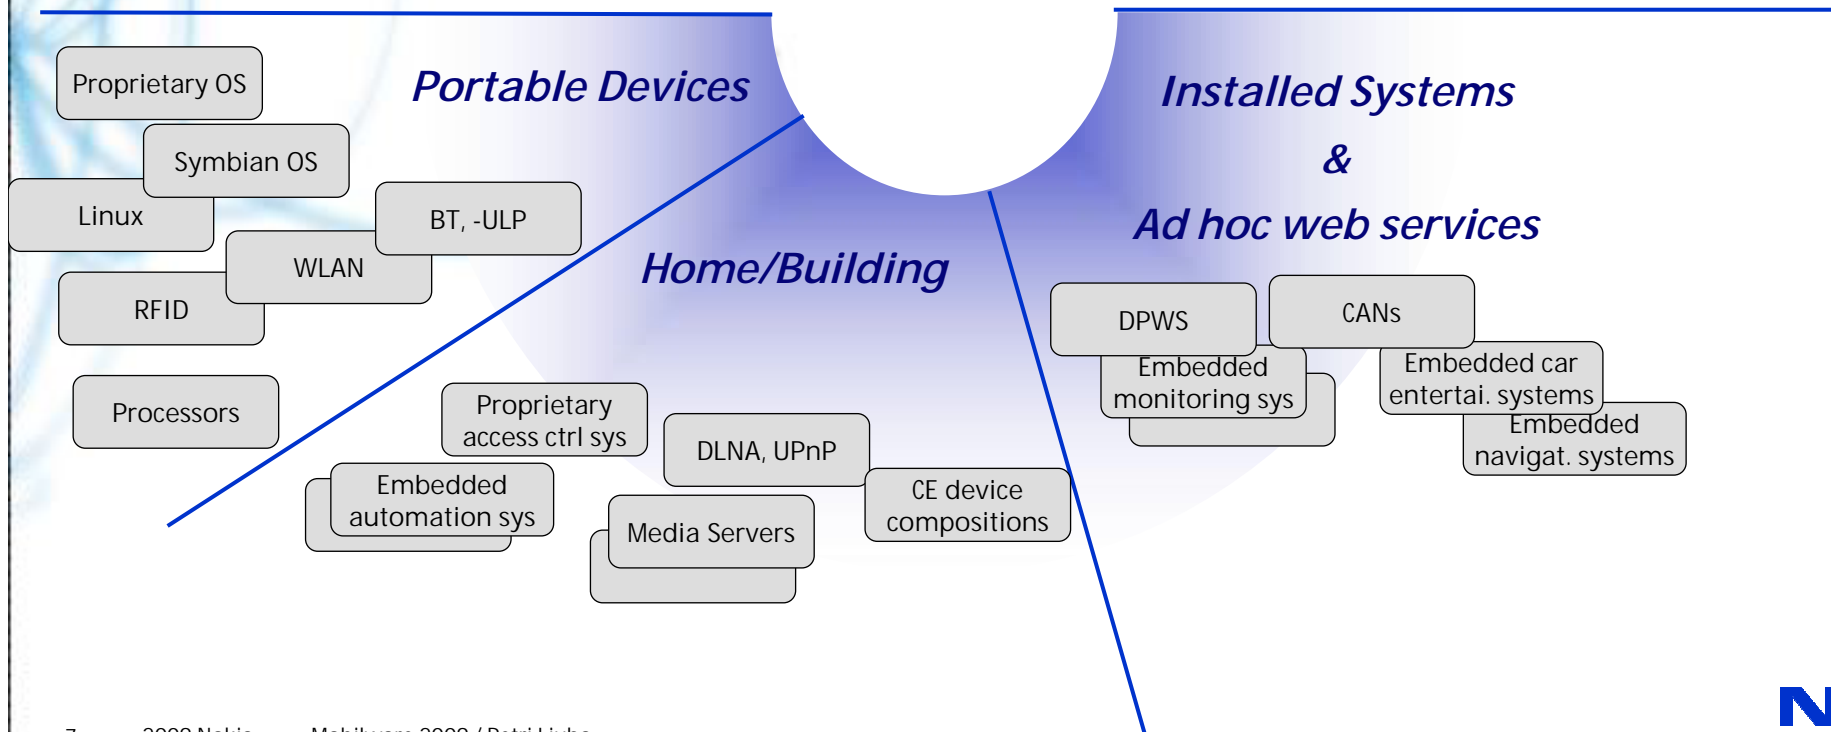 Portable Devices
Proprietary OS
Symbian OS
Linux
BT, -ULP
WLAN
RFID
Processors
Home/Building
Proprietary
access ctrl sys
Embedded
automation sys
DLNA, UPnP
Media Servers
CE device
compositions
Installed Systems
&
Ad hoc web services
DPWS
CANs
Embedded
monitoring sys
Embedded car
entertai. systems
Embedded
navigat. systems